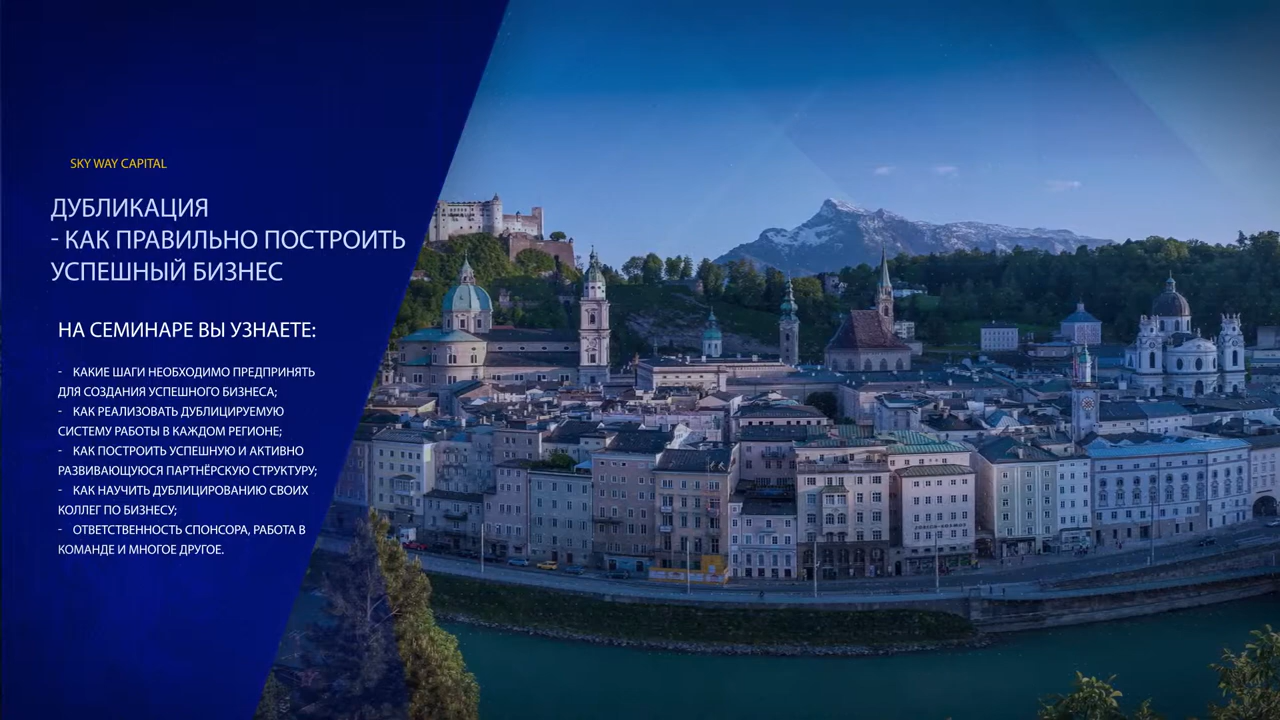 SKY WAY CAPITAL
ДУБЛИКАЦИЯ
- КАК ПРАВИЛЬНО ПОСТРОИТЬ
УСПЕШНЫЙ БИЗНЕС
НА СЕМИНАРЕ ВЫ УЗНАЕТЕ:
- КАКИЕ ШАГИ НЕОБХОДИМО ПРЕДПРИНЯТЬ
ДЛЯ СОЗДАНИЯ УСПЕШНОГО БИЗНЕСА;
- КАК РЕАЛИЗОВАТЬ ДУБЛИЦИРУЕМУЮ
СИСТЕМУ РАБОТЫ В КАЖДОМ РЕГИОНЕ;
- КАК ПОСТРОИТЬ УСПЕШНУЮ И АКТИВНО
РАЗВИВАЮЩУЮСЯ ПАРТНЁРСКУЮ СТРУКТУРУ;
- КАК НАУЧИТЬ ДУБЛИЦИРОВАНИЮ СВОИХ
КОЛЛЕГ ПО БИЗНЕСУ;
- ОТВЕТСТВЕННОСТЬ СПОНСОРА, РАБОТА В
КОМАНДЕ И МНОГОЕ ДРУГОЕ.